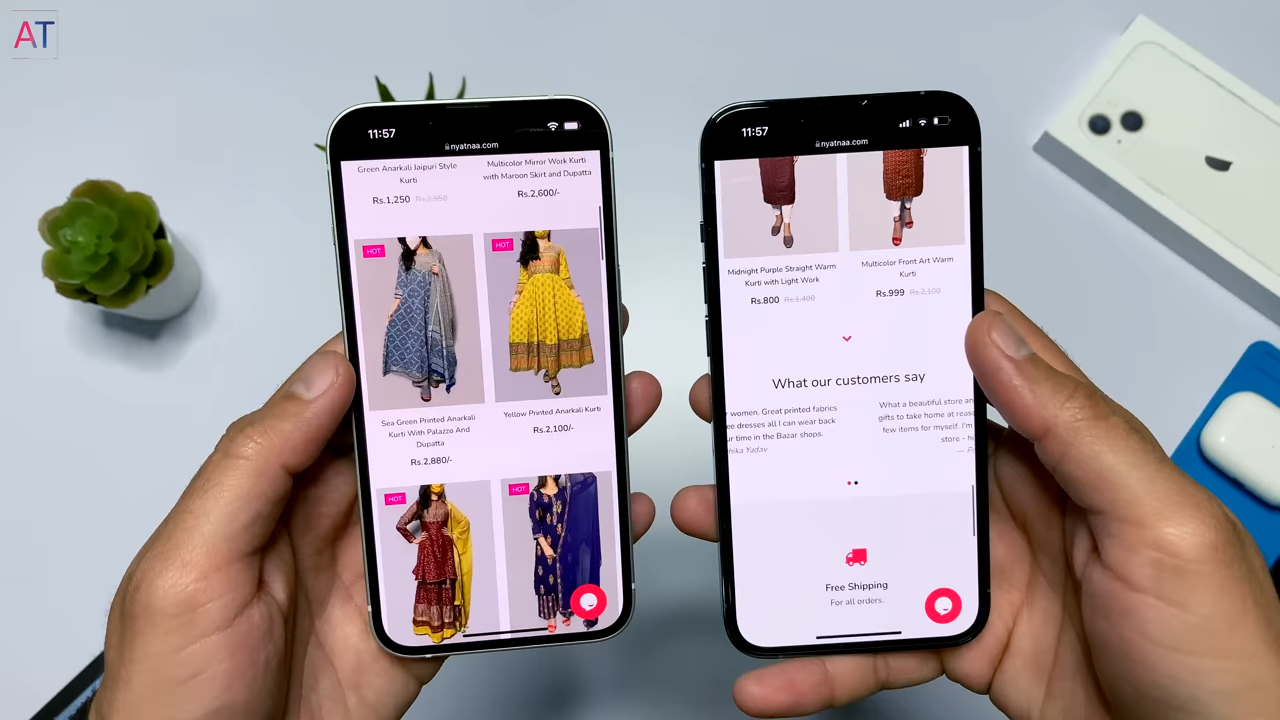 AT
11:57
nyatnaa.com
Green Anarkali Jaipuri Style
Kurti
Rs.1,250 Rs.2,550
Multicolor Mirror Work Kurti
with Maroon Skirt and Dupatta
Rs.2,600/-
HOT
HOT
Sea Green Printed Anarkali
Kurti With Palazzo And
Dupatta
Rs.2,880/-
Yellow Printed Anarkali Kurti
Rs.2,100/-
HOT
HOT
11:57
nyatnaa.com
Midnight Purple Straight Warm
Kurti with Light Work
Rs.800 Rs.1,400
Multicolor Front Art Warm
Kurti
Rs.999 Rs.2,100
What our customers say
women. Great printed fabrics
dresses all I can wear back
time in the Bazar shops.
Yadav
What a beautiful store
gifts to take home at
few items for myself. I'm
store -
Free Shipping
For all orders.